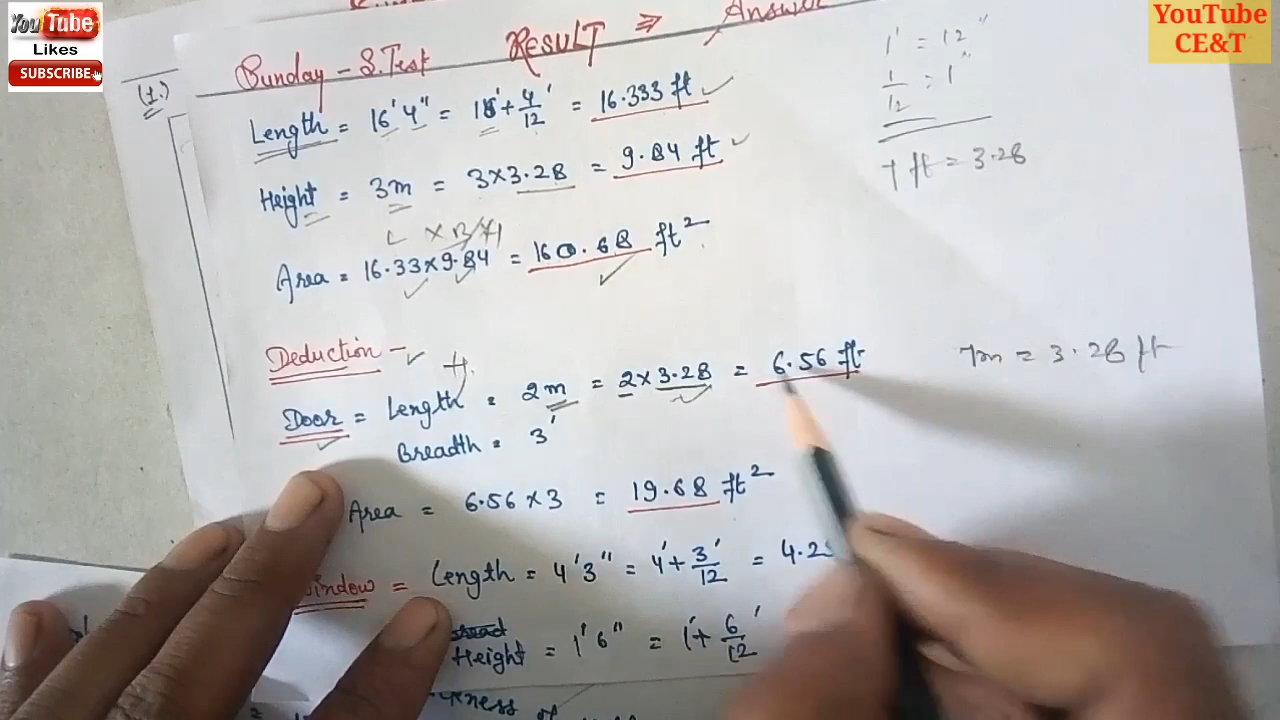 YouTube
Likes
SUBSCRIBE
YouTube
CE&T
Sunday - S.Test RESULT ⇒ Answer
(1.)
1' = 12"
1/12 = 1"
1 ft = 3.28
Length = 16' 4" = 16' + 4/12' = 16.333 ft
Height = 3m = 3×3.28 = 9.84 ft
L × B/H
Area = 16.33×9.84 = 160.68 ft²
Deduction -
H.
Door = Length = 2m = 2×3.28 = 6.56 ft
1m = 3.28 ft
Breadth = 3'
Area = 6.56×3 = 19.68 ft²
Window = Length = 4'3" = 4' + 3/12' = 4.2
Height = 1'6" = 1' + 6/12'
of